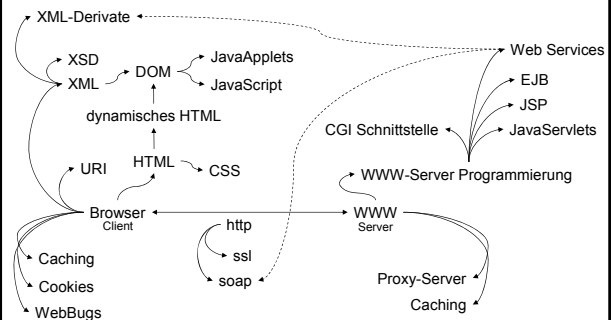 XML-Derivate
Web Services
XSD
JavaApplets
XML
DOM
EJB
JavaScript
JSP
dynamisches HTML
CGI Schnittstelle
JavaServlets
HTML
URI
CSS
WWW-Server Programmierung
Browser
WWW
Client
http
Server
Caching
ssl
Proxy-Server
Cookies
soap
Caching
WebBugs